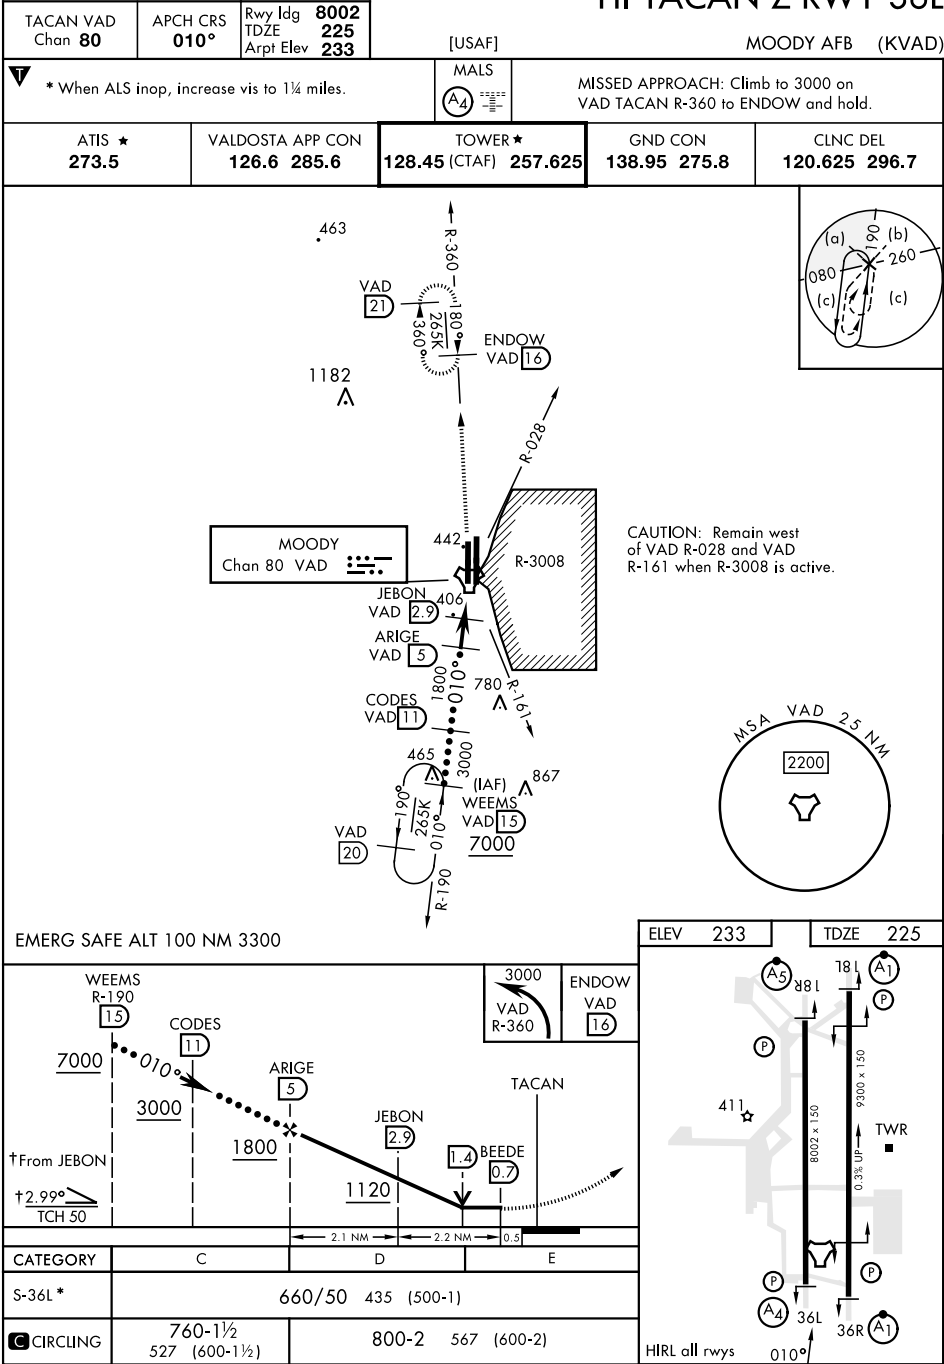 HI-TACAN Z RWY 36L
TACAN VAD
Chan 80
APCH CRS
010°
Rwy ldg 8002
TDZE 225
Arpt Elev 233
[USAF]
MOODY AFB (KVAD)
T
* When ALS inop, increase vis to 1¼ miles.
MALS
A4
MISSED APPROACH: Climb to 3000 on
VAD TACAN R-360 to ENDOW and hold.
ATIS ★
273.5
VALDOSTA APP CON
126.6 285.6
TOWER ★
128.45 (CTAF) 257.625
GND CON
138.95 275.8
CLNC DEL
120.625 296.7
463
R-360
VAD
21
360°
265K
180°
ENDOW
VAD 16
1182
(a)
190
(b)
080
260
(c)
(c)
R-028
442
MOODY
Chan 80 VAD
R-3008
CAUTION: Remain west
of VAD R-028 and VAD
R-161 when R-3008 is active.
JEBON
VAD 2.9
406
ARIGE
VAD 5
1800
010°
780
R-161
CODES
VAD 11
3000
465
(IAF)
WEEMS
VAD 15
7000
867
190°
265K
010°
VAD
20
R-190
MSA VAD 25 NM
2200
EMERG SAFE ALT 100 NM 3300
ELEV 233
TDZE 225
WEEMS
R-190
15
7000
010°
CODES
11
3000
ARIGE
5
1800
JEBON
2.9
1120
1.4
BEEDE
0.7
TACAN
3000
VAD
R-360
ENDOW
VAD
16
†From JEBON
†2.99°
TCH 50
2.1 NM
2.2 NM
0.5
CATEGORY C D E
S-36L * 660/50 435 (500-1)
C CIRCLING 760-1½ 527 (600-1½) 800-2 567 (600-2)
A5
18R
18L
A1
P
P
411
8002 x 150
9300 x 150
0.3% UP
TWR
P
P
A4
36L
36R
A1
HIRL all rwys
010°